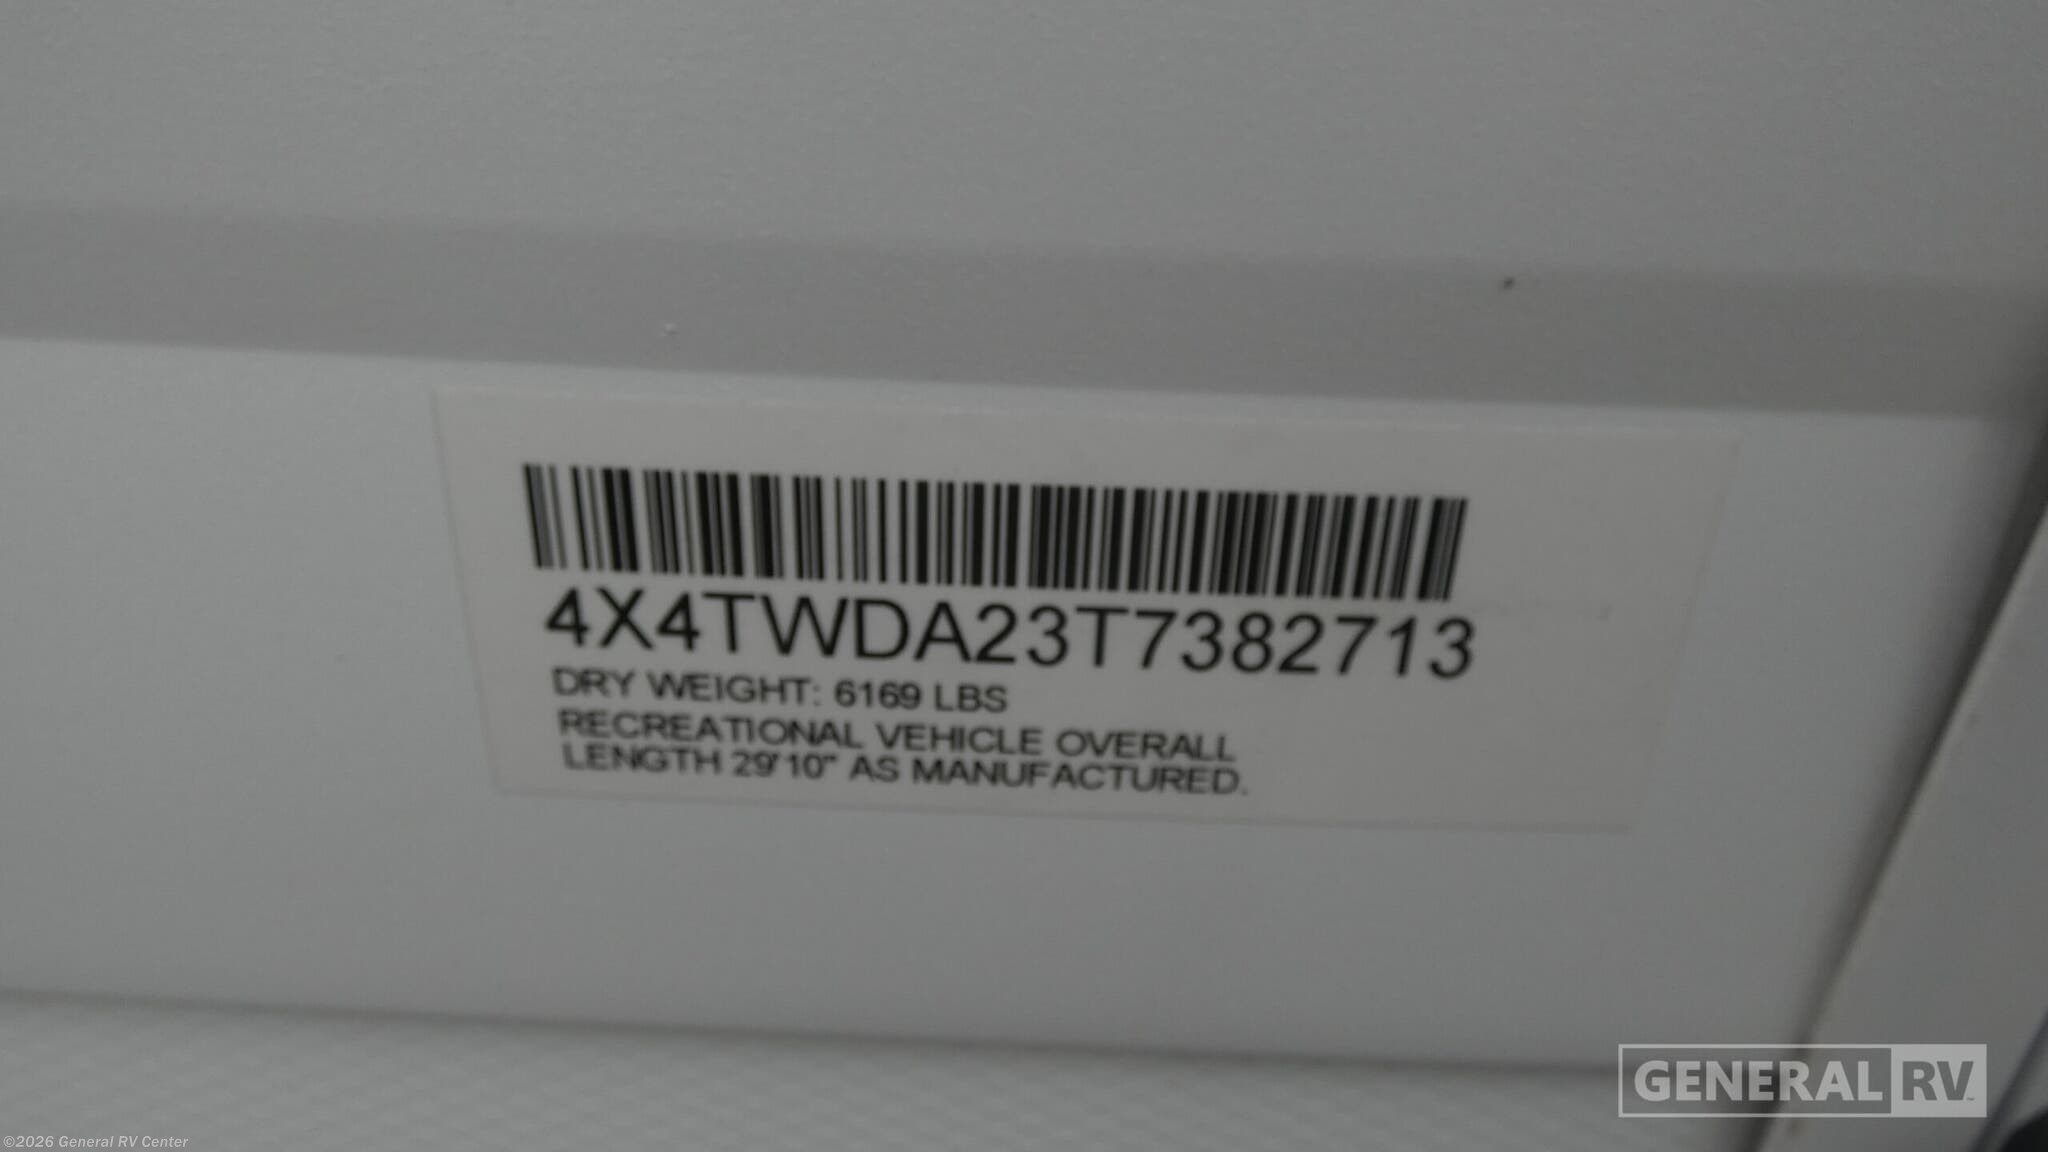 4X4TWDA23T7382713
DRY WEIGHT: 6169 LBS
RECREATIONAL VEHICLE OVERALL
LENGTH 29'10" AS MANUFACTURED.
GENERAL RV
©2026 General RV Center